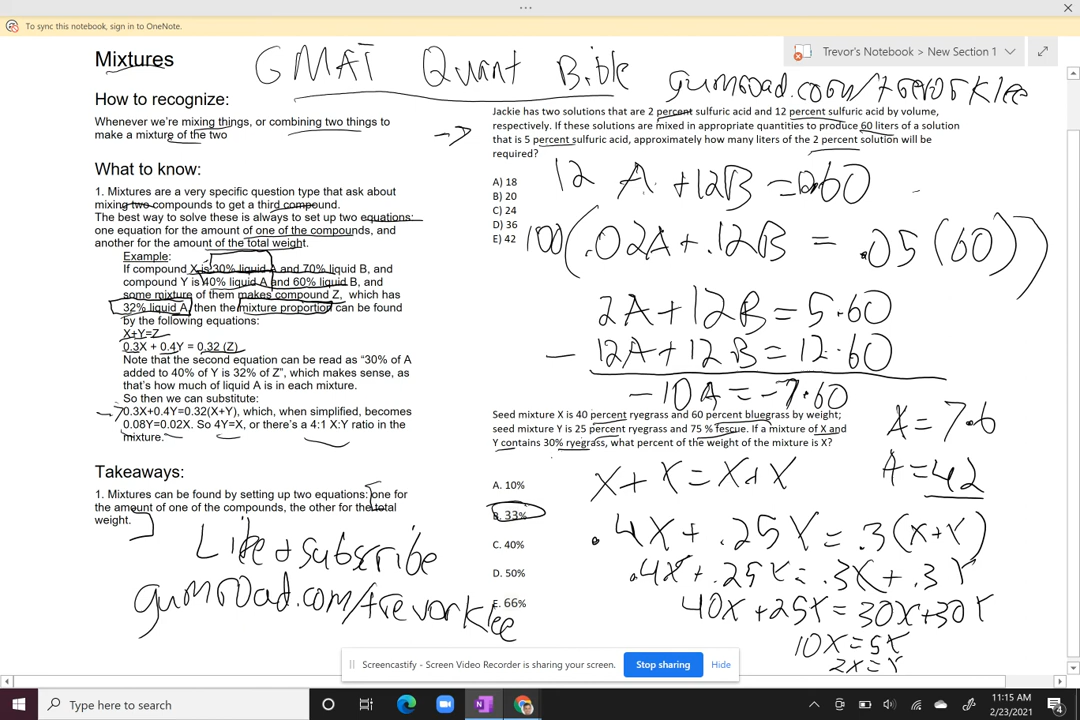 To sync this notebook, sign in to OneNote.
Trevor's Notebook > New Section 1
Mixtures
GMAT Quant Bible
gumroad.com/trevorklee
How to recognize:
Whenever we're mixing things, or combining two things to
make a mixture of the two
What to know:
1. Mixtures are a very specific question type that ask about
mixing two compounds to get a third compound.
The best way to solve these is always to set up two equations:
one equation for the amount of one of the compounds, and
another for the amount of the total weight.
Example:
If compound X is 30% liquid A and 70% liquid B, and
compound Y is 40% liquid A and 60% liquid B, and
some mixture of them makes compound Z, which has
32% liquid A, then the mixture proportion can be found
by the following equations:
X+Y=Z
0.3X + 0.4Y = 0.32 (Z)
Note that the second equation can be read as “30% of A
added to 40% of Y is 32% of Z”, which makes sense, as
that's how much of liquid A is in each mixture.
So then we can substitute:
0.3X+0.4Y=0.32(X+Y), which, when simplified, becomes
0.08Y=0.02X. So 4Y=X, or there's a 4:1 X:Y ratio in the
mixture.
Takeaways:
1. Mixtures can be found by setting up two equations: one for
the amount of one of the compounds, the other for the total
weight.
Like + subscribe
gumroad.com/trevorklee
Jackie has two solutions that are 2 percent sulfuric acid and 12 percent sulfuric acid by volume,
respectively. If these solutions are mixed in appropriate quantities to produce 60 liters of a solution
that is 5 percent sulfuric acid, approximately how many liters of the 2 percent solution will be
required?
A) 18
B) 20
C) 24
D) 36
E) 42
12 A + 12B = 12·60
100(.02A + .12B = .05 (60))
2A + 12B = 5·60
- 12A + 12B = 12·60
-10A = -7·60
A = 7·6
A = 42
Seed mixture X is 40 percent ryegrass and 60 percent bluegrass by weight;
seed mixture Y is 25 percent ryegrass and 75 % fescue. If a mixture of X and
Y contains 30% ryegrass, what percent of the weight of the mixture is X?
A. 10%
B. 33%
C. 40%
D. 50%
E. 66%
X + Y = X + Y
.4X + .25Y = .3(X+Y)
.4X + .25Y = .3X + .3Y
40X + 25Y = 30X + 30Y
10X = 5Y
2X = Y
Screencastify - Screen Video Recorder is sharing your screen.
Stop sharing
Hide
Type here to search
11:15 AM
2/23/2021
4